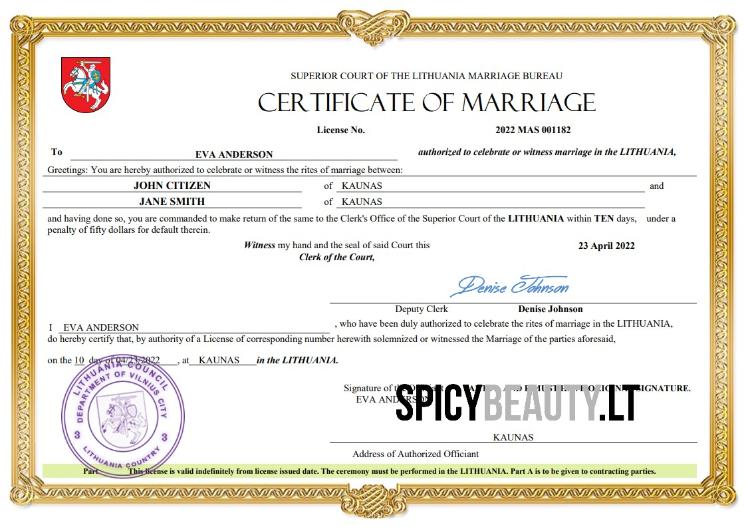 SUPERIOR COURT OF THE LITHUANIA MARRIAGE BUREAU
CERTIFICATE OF MARRIAGE
License No. 2022 MAS 001182
To EVA ANDERSON authorized to celebrate or witness marriage in the LITHUANIA,
Greetings: You are hereby authorized to celebrate or witness the rites of marriage between:
JOHN CITIZEN of KAUNAS and
JANE SMITH of KAUNAS
and having done so, you are commanded to make return of the same to the Clerk's Office of the Superior Court of the LITHUANIA within TEN days, under a
penalty of fifty dollars for default therein.
Witness my hand and the seal of said Court this 23 April 2022
Clerk of the Court,
Denise Johnson
Deputy Clerk Denise Johnson
I EVA ANDERSON , who have been duly authorized to celebrate the rites of marriage in the LITHUANIA,
do hereby certify that, by authority of a License of corresponding number herewith solemnized or witnessed the Marriage of the parties aforesaid,
on the 10 day of 04/23/2022 , at KAUNAS in the LITHUANIA.
LITHUANIA COUNCIL
DEPARTMENT OF VILNIUS CITY
3 3
LITHUANIA COUNTRY
Signature of SIGNATURE.
EVA ANDERSON
SPICYBEAUTY.LT
KAUNAS
Address of Authorized Officiant
Part This license is valid indefinitely from license issued date. The ceremony must be performed in the LITHUANIA. Part A is to be given to contracting parties.